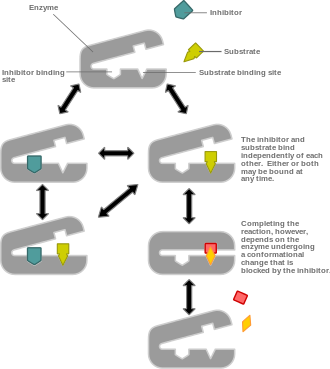 Enzyme
Inhibitor
Substrate
Inhibitor binding
site
Substrate binding site
The inhibitor and
substrate bind
independently of each
other.  Either or both
may be bound at
any time.
Completing the
reaction, however,
depends on the
enzyme undergoing
a conformational
change that is
blocked by the inhibitor.